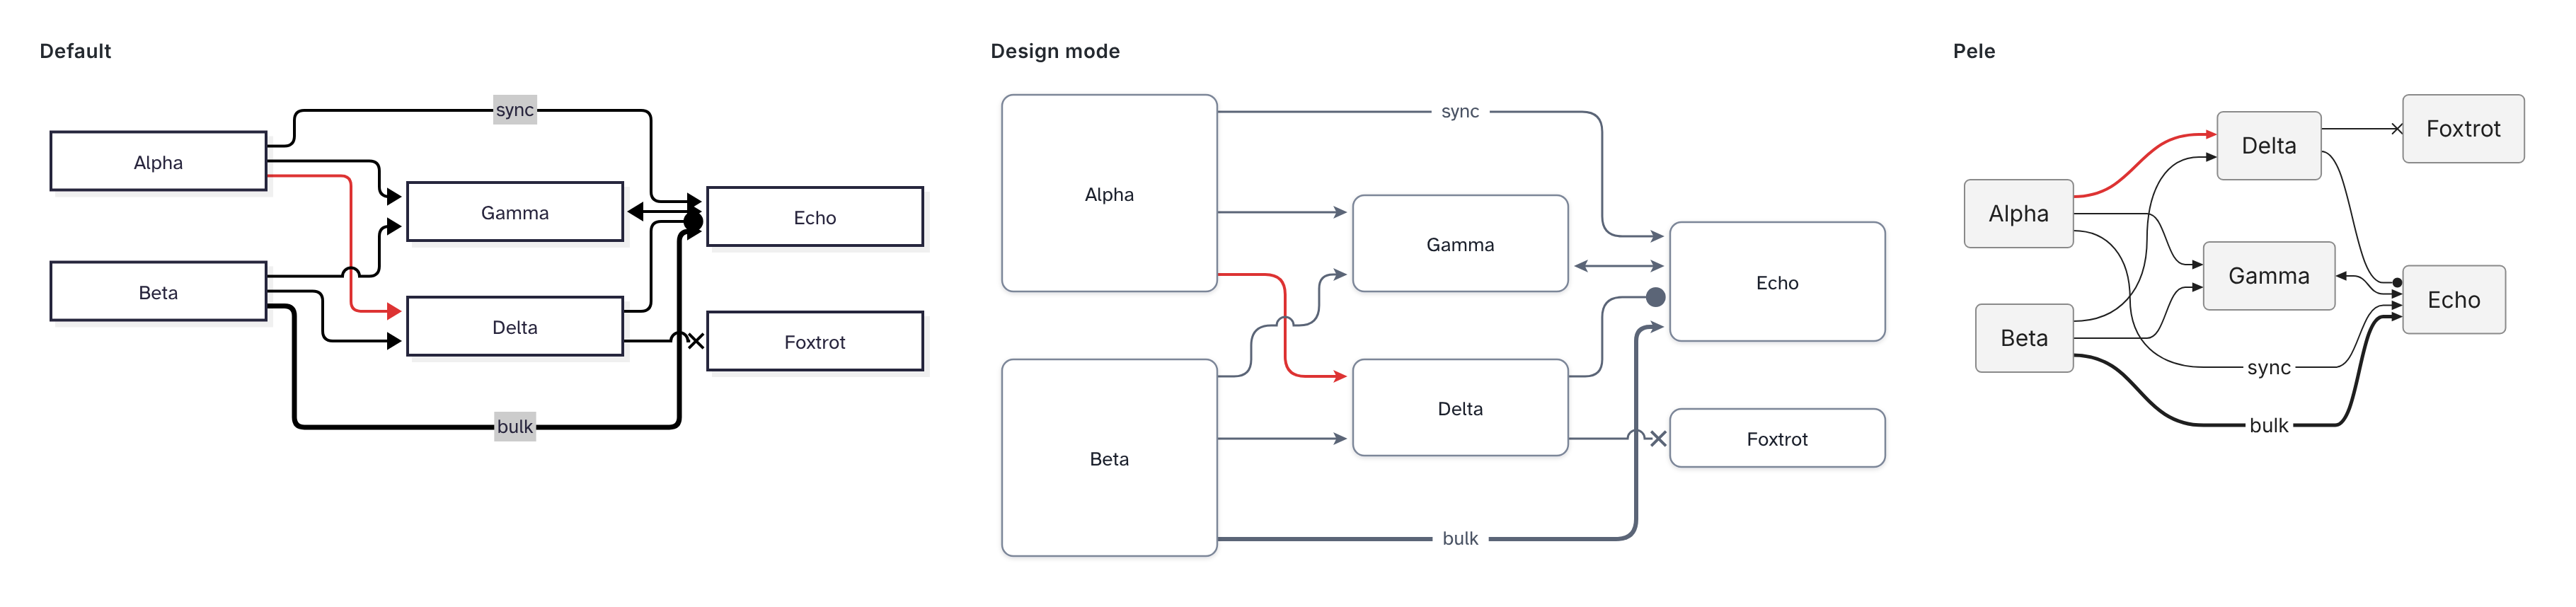 Default
sync
Alpha
Gamma
Echo
Beta
Delta
Foxtrot
bulk
Design mode
sync
Alpha
Gamma
Echo
Delta
Foxtrot
Beta
bulk
Pele
Foxtrot
Delta
Alpha
Gamma
Echo
Beta
sync
bulk